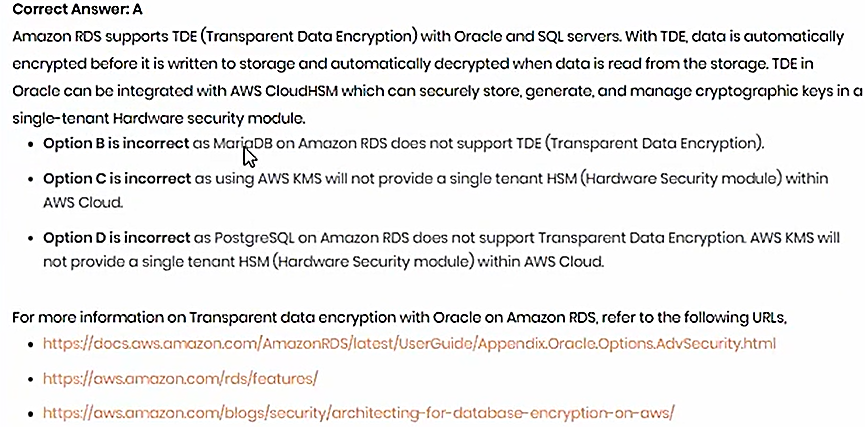 Correct Answer: A
Amazon RDS supports TDE (Transparent Data Encryption) with Oracle and SQL servers. With TDE, data is automatically
encrypted before it is written to storage and automatically decrypted when data is read from the storage. TDE in
Oracle can be integrated with AWS CloudHSM which can securely store, generate, and manage cryptographic keys in a
single-tenant Hardware security module.
• Option B is incorrect as MariaDB on Amazon RDS does not support TDE (Transparent Data Encryption).
• Option C is incorrect as using AWS KMS will not provide a single tenant HSM (Hardware Security module) within
AWS Cloud.
• Option D is incorrect as PostgreSQL on Amazon RDS does not support Transparent Data Encryption. AWS KMS will
not provide a single tenant HSM (Hardware Security module) within AWS Cloud.
For more information on Transparent data encryption with Oracle on Amazon RDS, refer to the following URLs,
• https://docs.aws.amazon.com/AmazonRDS/latest/UserGuide/Appendix.Oracle.Options.AdvSecurity.html
• https://aws.amazon.com/rds/features/
• https://aws.amazon.com/blogs/security/architecting-for-database-encryption-on-aws/